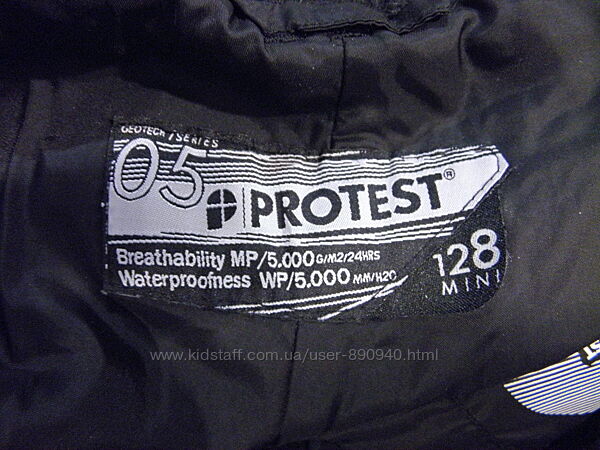 GEOTECH / SERIES
05
PROTEST®
Breathability MP/5.000 G/M2/24HRS
Waterproofness WP/5.000 MM/H2O
128
MINI
www.kidstaff.com.ua/user-890940.html
ST